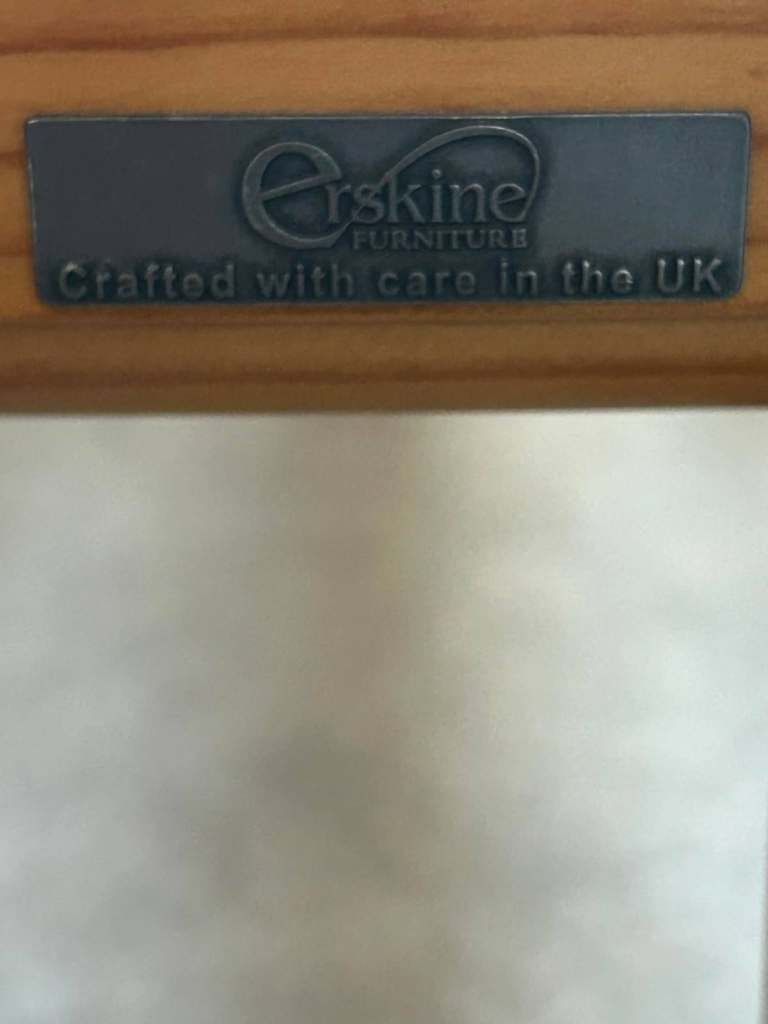 Erskine
FURNITURE
Crafted with care in the UK